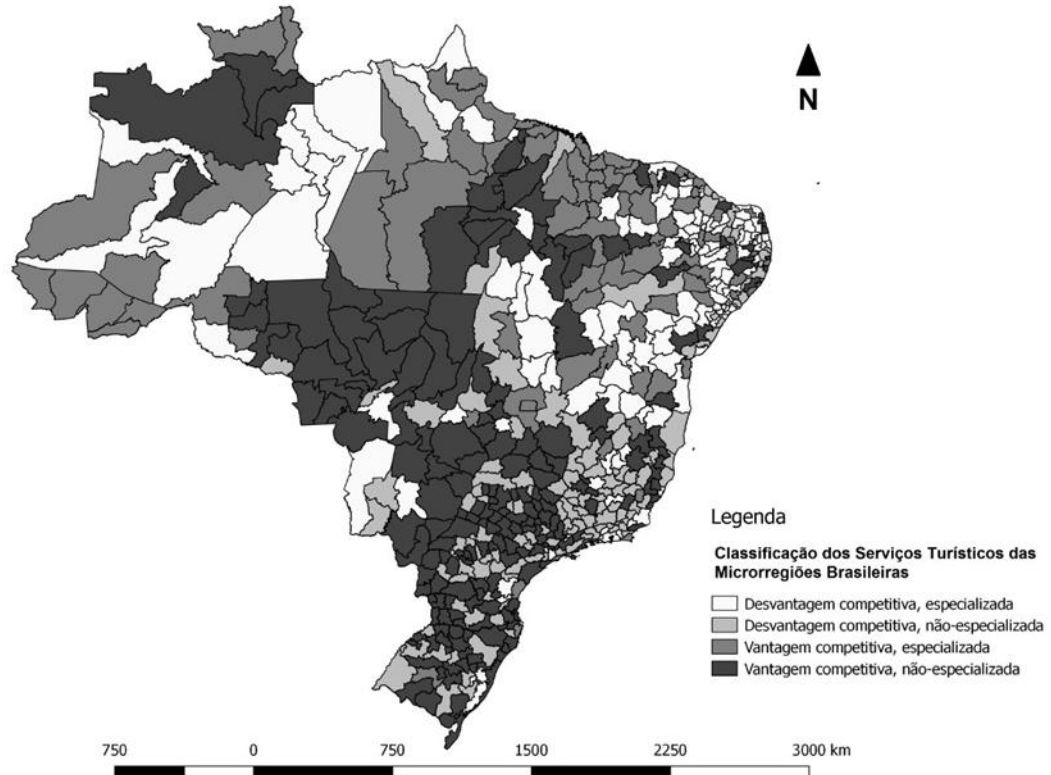 N
Legenda
Classificação dos Serviços Turísticos das
Microrregiões Brasileiras
Desvantagem competitiva, especializada
Desvantagem competitiva, não-especializada
Vantagem competitiva, especializada
Vantagem competitiva, não-especializada
750 0 750 1500 2250 3000 km